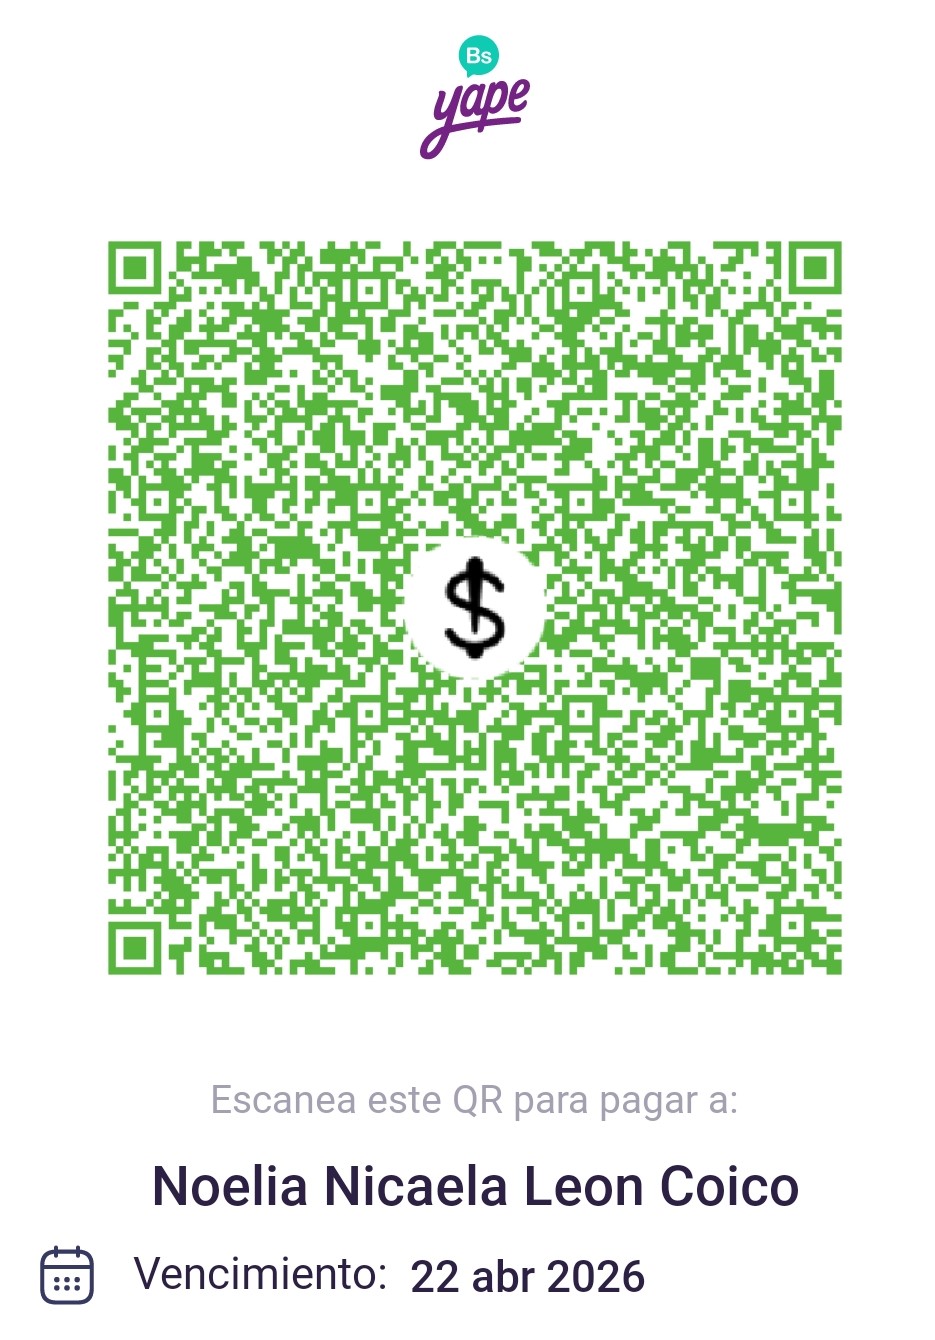 Bs
yape
$
Escanea este QR para pagar a:
Noelia Nicaela Leon Coico
Vencimiento: 22 abr 2026